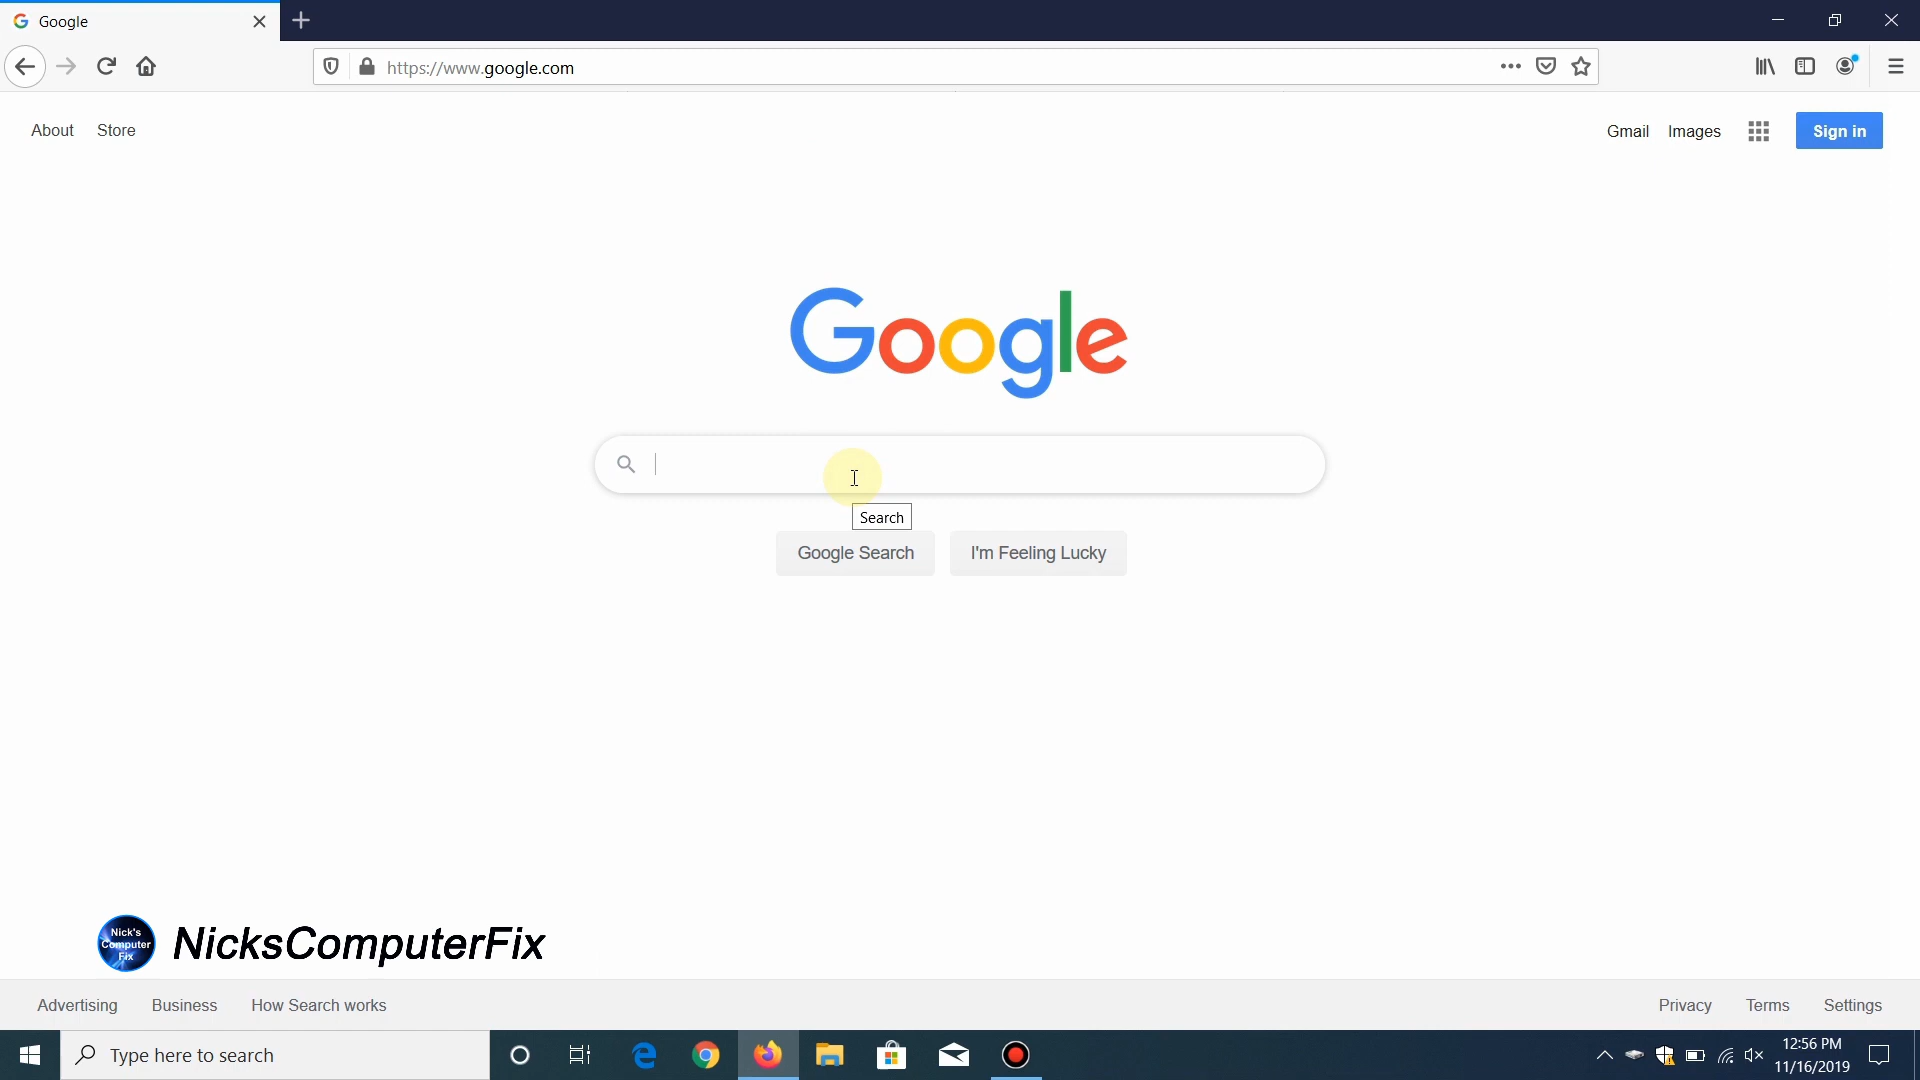 Google
https://www.google.com
About Store
Gmail Images Sign in
Google
Search
Google Search I'm Feeling Lucky
Nick's
Computer
Fix
NicksComputerFix
Advertising Business How Search works
Privacy Terms Settings
Type here to search
12:56 PM
11/16/2019